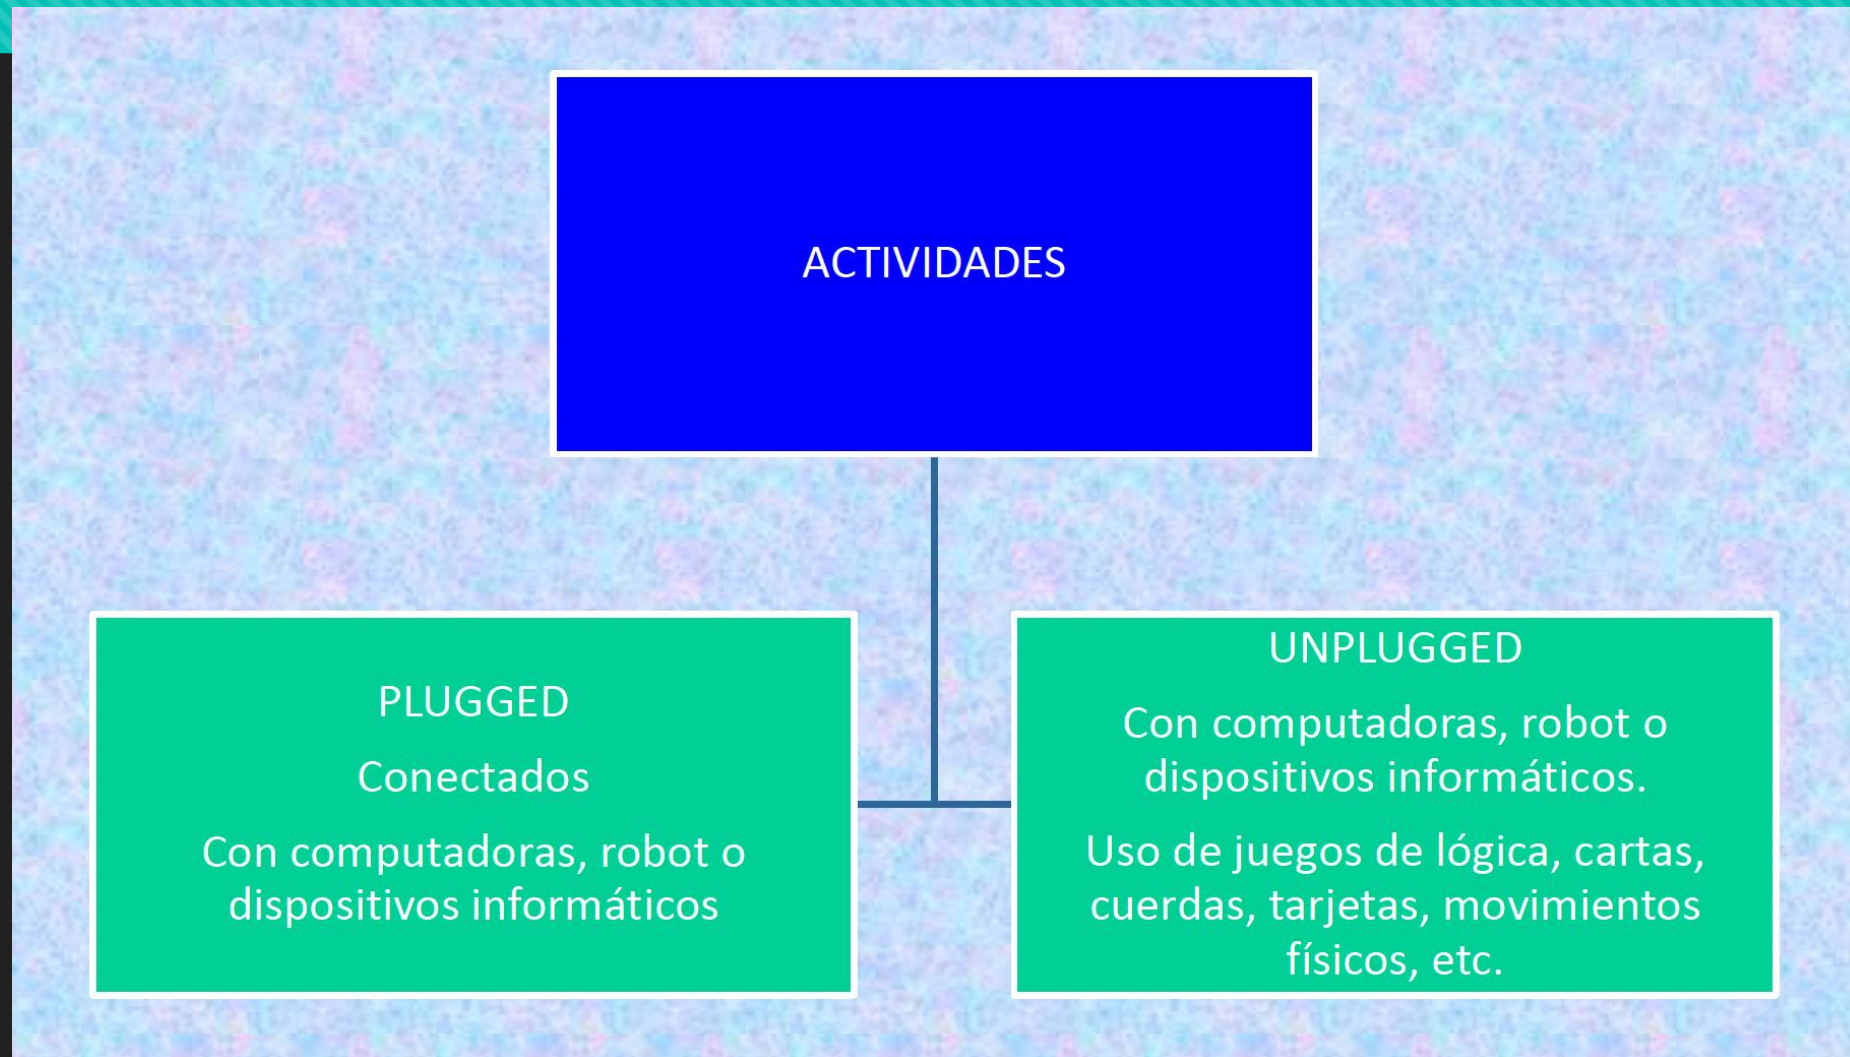 ACTIVIDADES
PLUGGED
Conectados
Con computadoras, robot o
dispositivos informáticos
UNPLUGGED
Con computadoras, robot o
dispositivos informáticos.
Uso de juegos de lógica, cartas,
cuerdas, tarjetas, movimientos
físicos, etc.